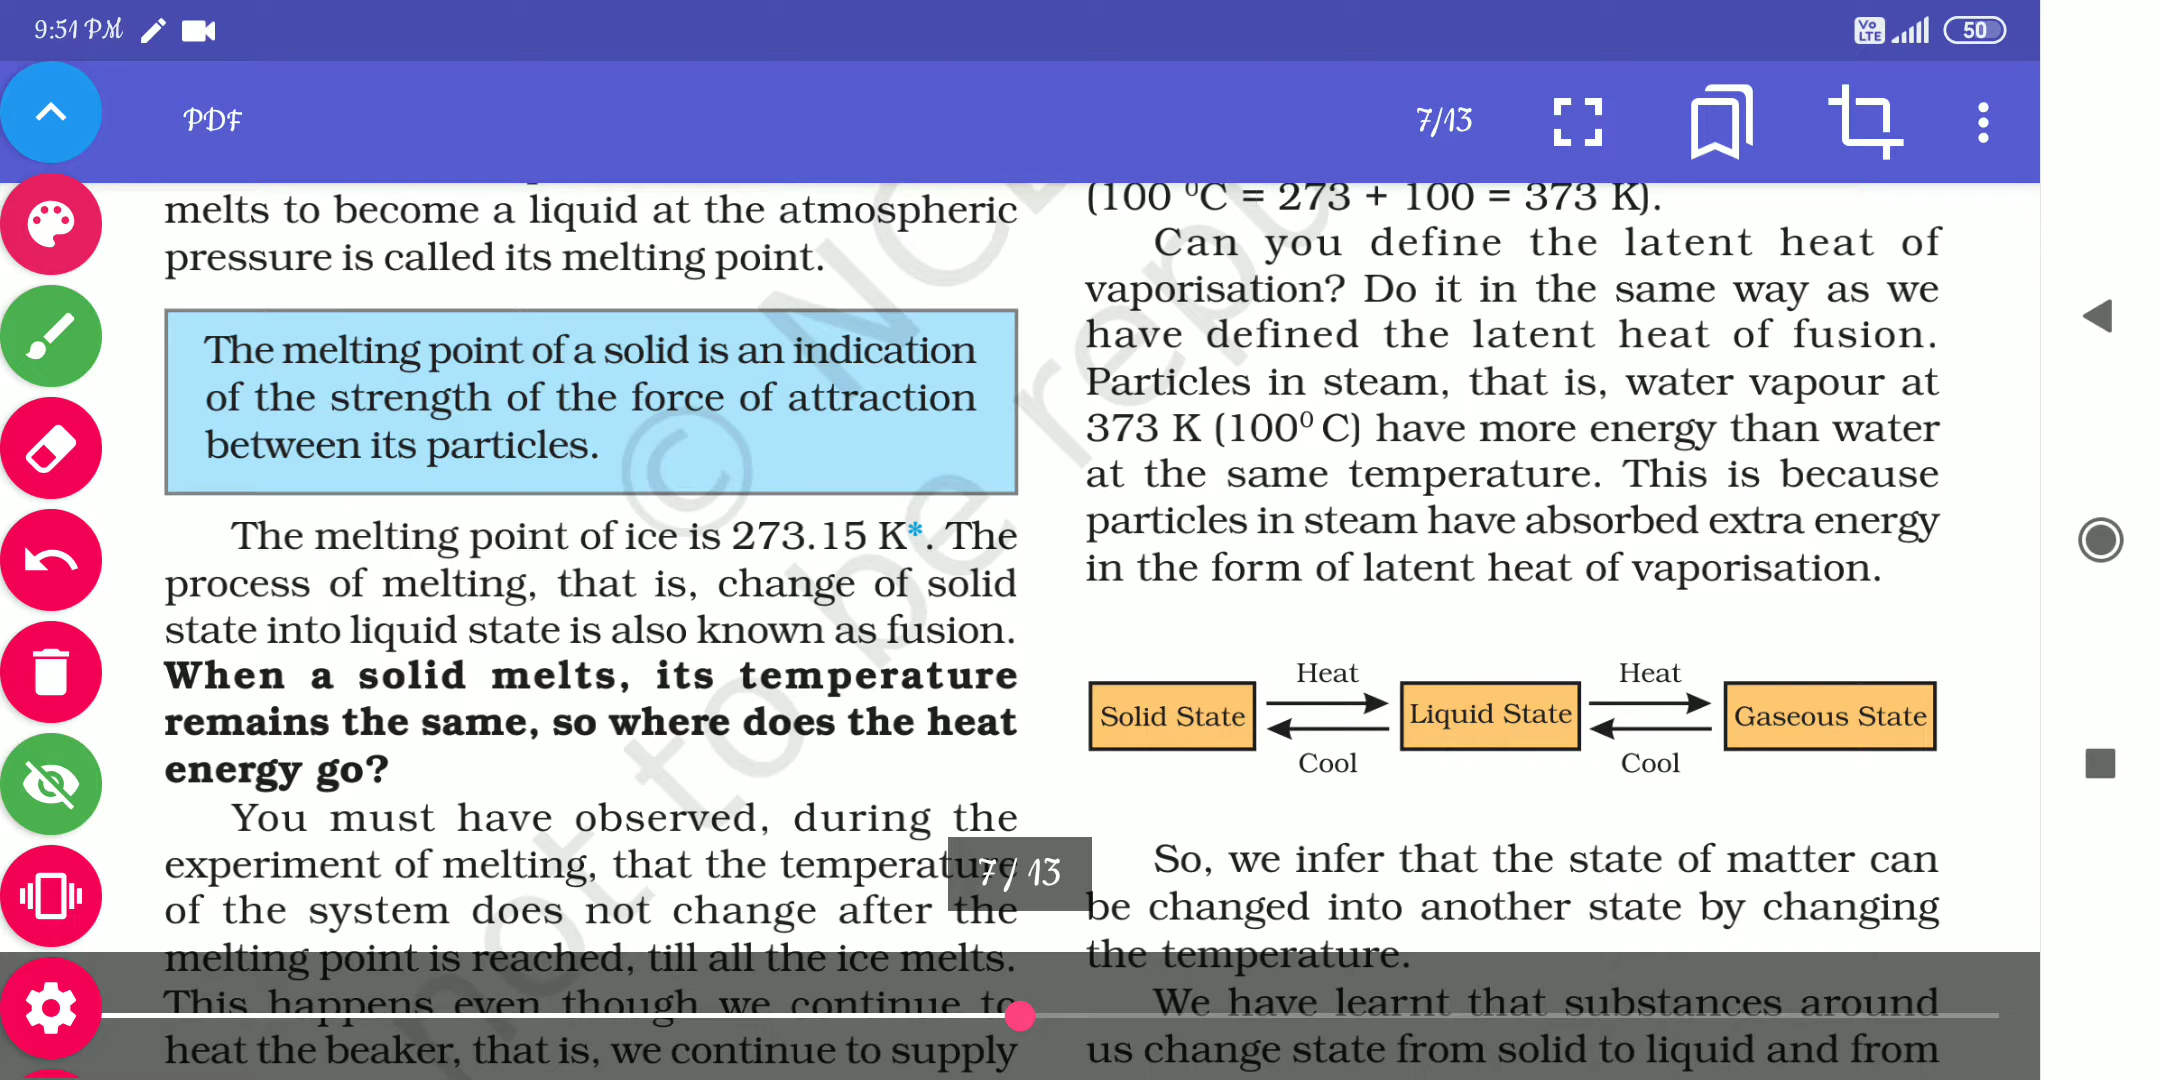 9:51 PM
Vo LTE
50
PDF
7/13
melts to become a liquid at the atmospheric
pressure is called its melting point.
The melting point of a solid is an indication
of the strength of the force of attraction
between its particles.
The melting point of ice is 273.15 K*. The
process of melting, that is, change of solid
state into liquid state is also known as fusion.
When a solid melts, its temperature
remains the same, so where does the heat
energy go?
You must have observed, during the
experiment of melting, that the temperature
of the system does not change after the
melting point is reached, till all the ice melts.
This happens even though we continue to
heat the beaker, that is, we continue to supply
(100 ⁰C = 273 + 100 = 373 K).
Can you define the latent heat of
vaporisation? Do it in the same way as we
have defined the latent heat of fusion.
Particles in steam, that is, water vapour at
373 K (100⁰ C) have more energy than water
at the same temperature. This is because
particles in steam have absorbed extra energy
in the form of latent heat of vaporisation.
Heat
Heat
Solid State
Liquid State
Gaseous State
Cool
Cool
So, we infer that the state of matter can
be changed into another state by changing
the temperature.
We have learnt that substances around
us change state from solid to liquid and from
7 / 13
© NCE
not to be rep